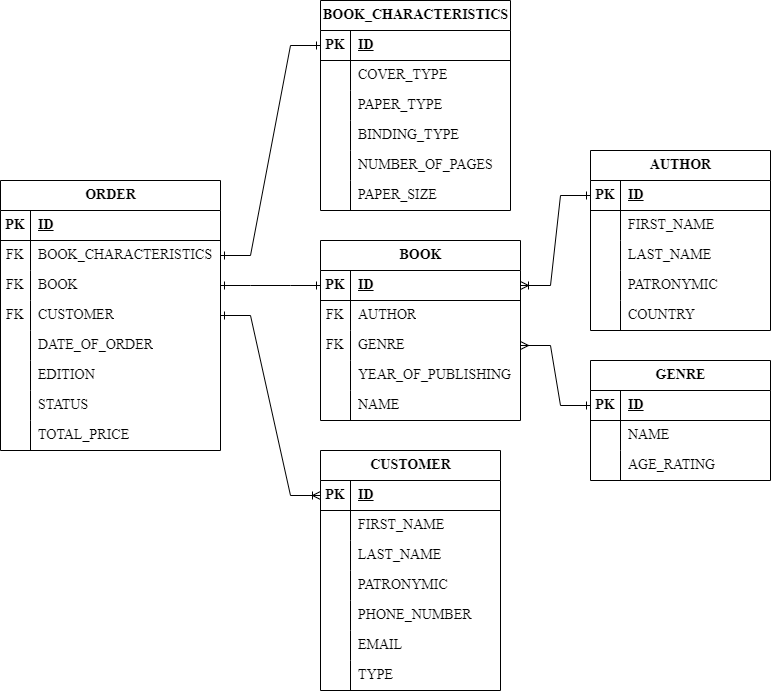 BOOK_CHARACTERISTICS
PK ID
COVER_TYPE
PAPER_TYPE
BINDING_TYPE
NUMBER_OF_PAGES
PAPER_SIZE
ORDER
PK ID
FK BOOK_CHARACTERISTICS
FK BOOK
FK CUSTOMER
DATE_OF_ORDER
EDITION
STATUS
TOTAL_PRICE
BOOK
PK ID
FK AUTHOR
FK GENRE
YEAR_OF_PUBLISHING
NAME
AUTHOR
PK ID
FIRST_NAME
LAST_NAME
PATRONYMIC
COUNTRY
GENRE
PK ID
NAME
AGE_RATING
CUSTOMER
PK ID
FIRST_NAME
LAST_NAME
PATRONYMIC
PHONE_NUMBER
EMAIL
TYPE